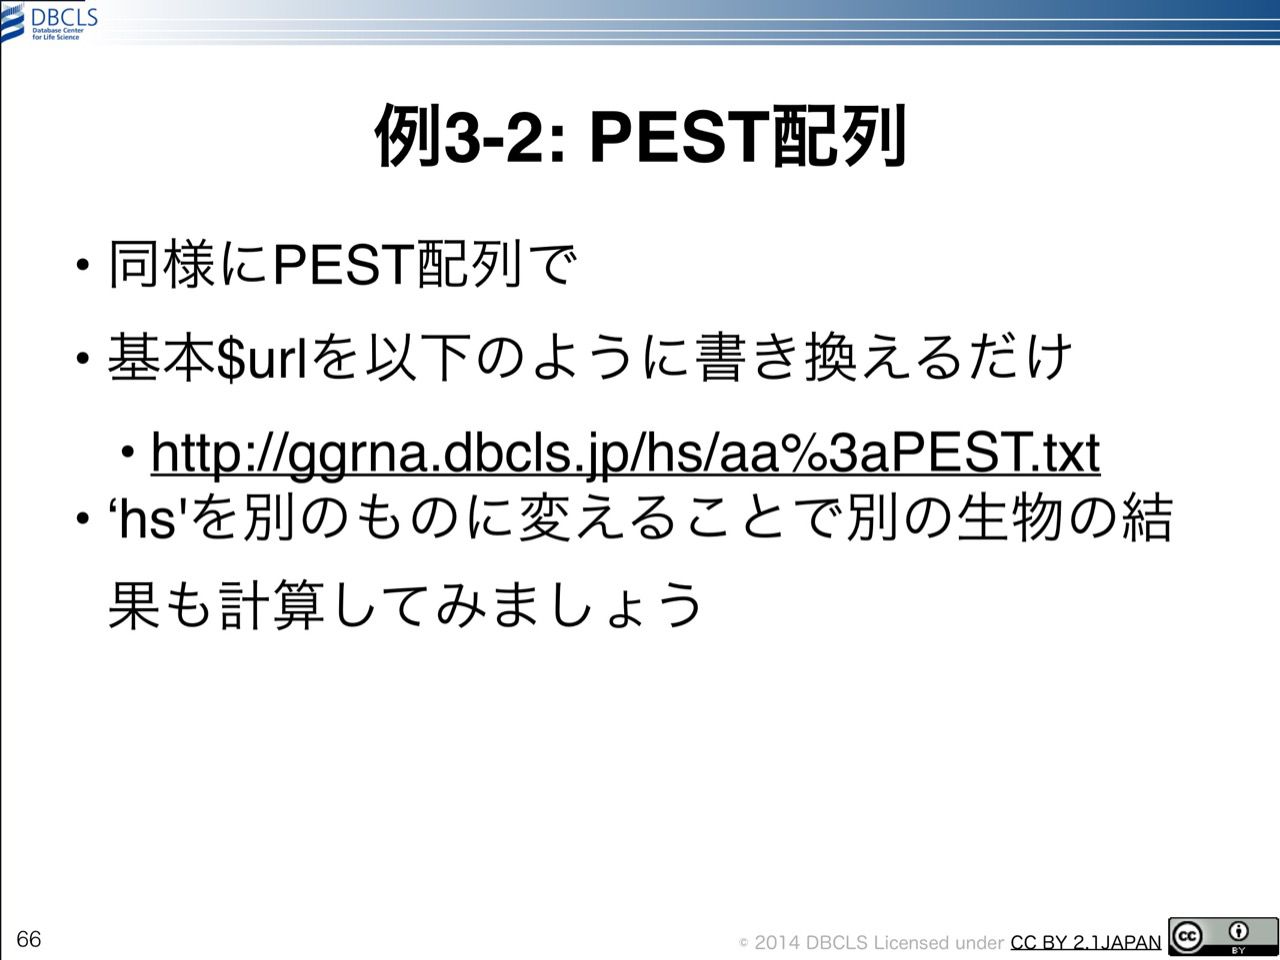 DBCLS
Database Center
for Life Science
例3-2: PEST配列
• 同様にPEST配列で
• 基本$urlを以下のように書き換えるだけ
• http://ggrna.dbcls.jp/hs/aa%3aPEST.txt
• ‘hs'を別のものに変えることで別の生物の結
果も計算してみましょう
66
© 2014 DBCLS Licensed under CC BY 2.1JAPAN
cc
BY